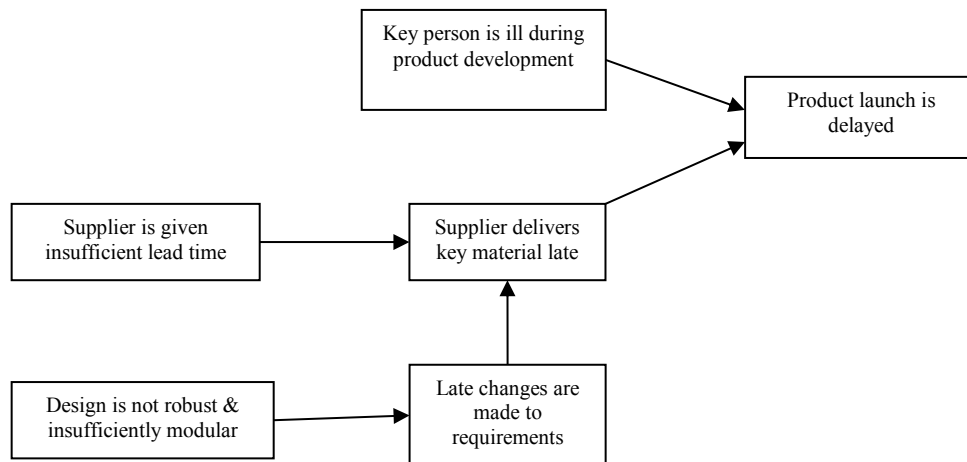 Key person is ill during
product development
Product launch is
delayed
Supplier is given
insufficient lead time
Supplier delivers
key material late
Design is not robust &
insufficiently modular
Late changes are
made to
requirements